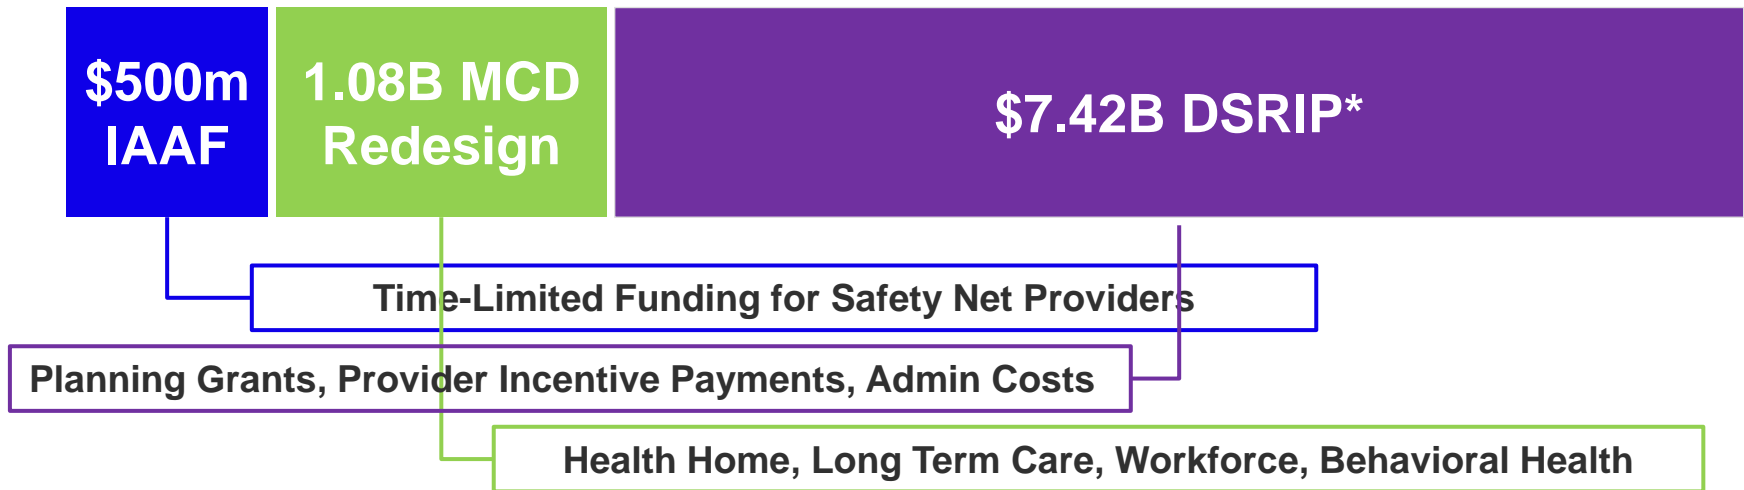 $500m
IAAF
1.08B MCD
Redesign
$7.42B DSRIP*
Time-Limited Funding for Safety Net Providers
Planning Grants, Provider Incentive Payments, Admin Costs
Health Home, Long Term Care, Workforce, Behavioral Health